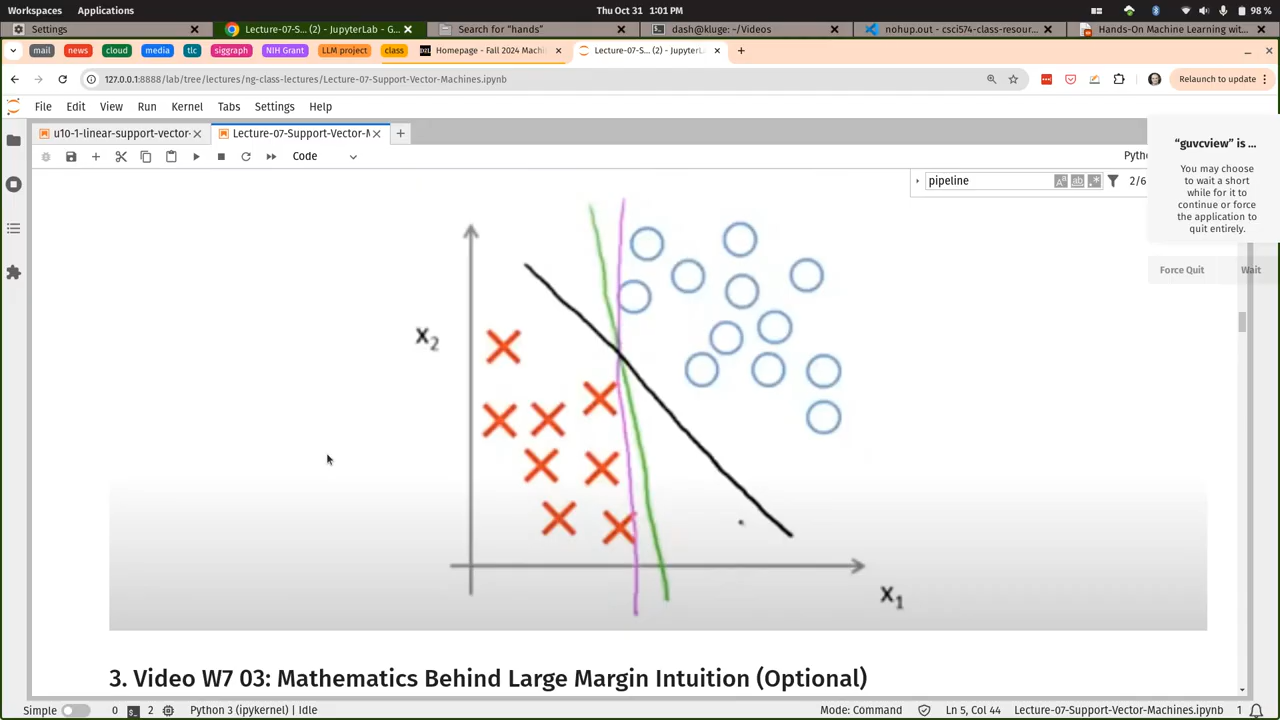 Workspaces Applications Thu Oct 31 1:01 PM 98 %
Settings Lecture-07-S... (2) - JupyterLab - G... Search for “hands” dash@kluge: ~/Videos nohup.out - csci574-class-resour... Hands-On Machine Learning wit...
mail news cloud media tlc siggraph NIH Grant LLM project class Homepage - Fall 2024 Machin Lecture-07-S... (2) - JupyterL
127.0.0.1:8888/lab/tree/lectures/ng-class-lectures/Lecture-07-Support-Vector-Machines.ipynb Relaunch to update
File Edit View Run Kernel Tabs Settings Help
u10-1-linear-support-vector- Lecture-07-Support-Vector-M
“guvcview” is ...
Code Pyth
You may choose
to wait a short
while for it to
continue or force
the application to
quit entirely.
pipeline 2/6
Force Quit Wait
x2
x1
3. Video W7 03: Mathematics Behind Large Margin Intuition (Optional)
Simple 0 2 Python 3 (ipykernel) | Idle Mode: Command Ln 5, Col 44 Lecture-07-Support-Vector-Machines.ipynb 1